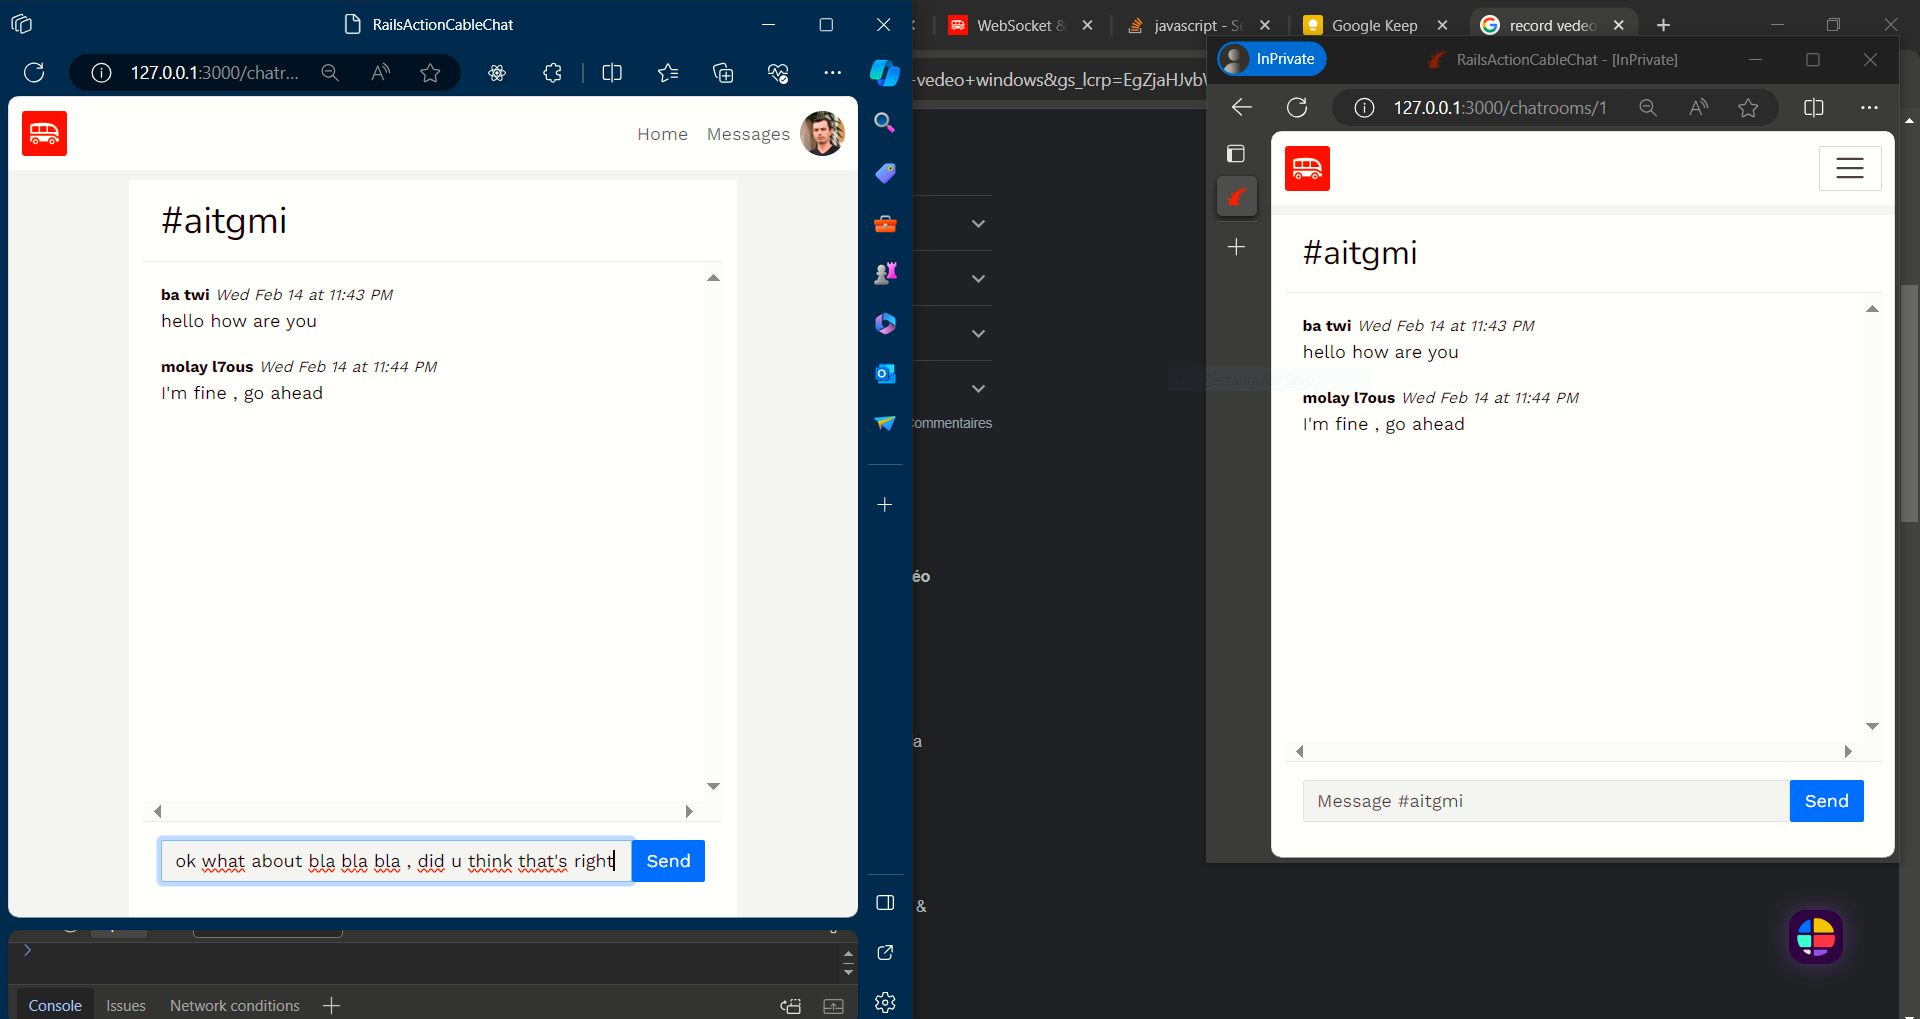 RailsActionCableChat
127.0.0.1:3000/chatr...
Home
Messages
#aitgmi
ba twi Wed Feb 14 at 11:43 PM
hello how are you
molay l7ous Wed Feb 14 at 11:44 PM
I'm fine , go ahead
ok what about bla bla bla , did u think that's right
Send
Console
Issues
Network conditions
WebSocket &
javascript - S
Google Keep
record vedeo
-vedeo+windows&gs_lcrp=EgZjaHJvb
ommentaires
éo
a
&
InPrivate
RailsActionCableChat - [InPrivate]
127.0.0.1:3000/chatrooms/1
#aitgmi
ba twi Wed Feb 14 at 11:43 PM
hello how are you
molay l7ous Wed Feb 14 at 11:44 PM
I'm fine , go ahead
Message #aitgmi
Send